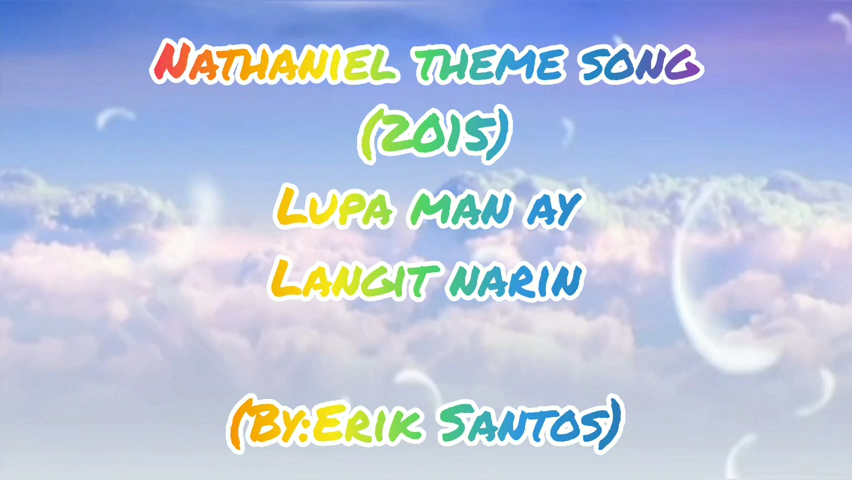 Nathaniel theme song
(2015)
Lupa man ay
Langit narin
(By:Erik Santos)